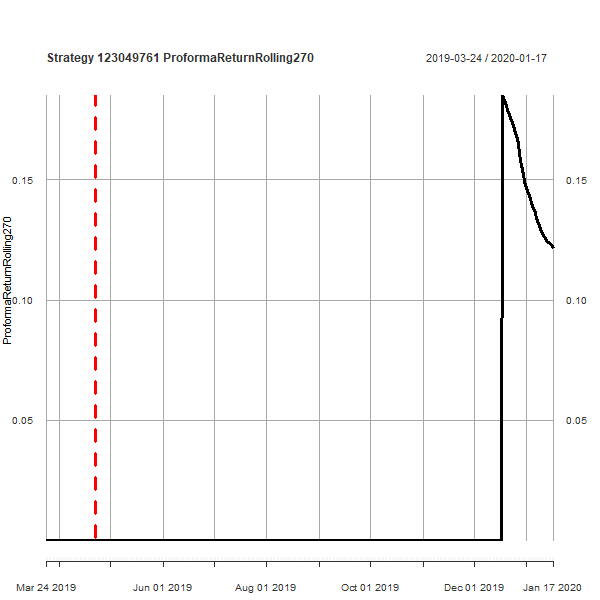 Strategy 123049761 ProformaReturnRolling270
2019-03-24 / 2020-01-17
ProformaReturnRolling270
0.15
0.10
0.05
0.15
0.10
0.05
Mar 24 2019
Jun 01 2019
Aug 01 2019
Oct 01 2019
Dec 01 2019
Jan 17 2020